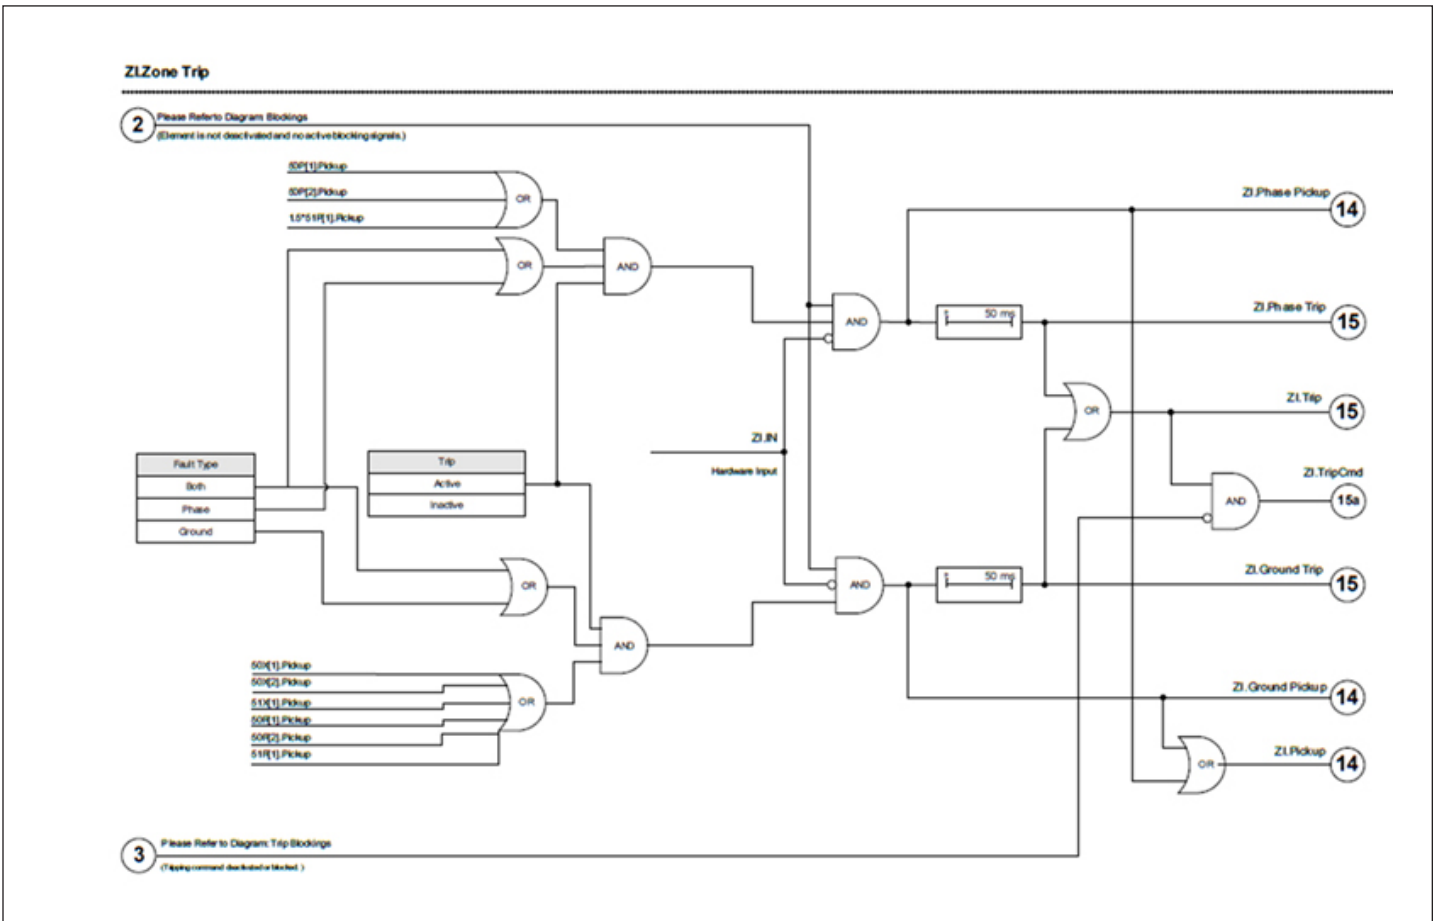 ZI.Zone Trip
2
Please Refer to Diagram: Blockings
(Element is not deactivated and no active blocking signals.)
50P[1].Pickup
50P[2].Pickup
1.5*51P[1].Pickup
OR
OR
AND
ZI.Phase Pickup
14
AND
t 50 ms
ZI.Phase Trip
15
ZI.Trip
OR
15
ZI.IN
Hardware Input
Fault Type
Both
Phase
Ground
Trip
Active
Inactive
ZI.TripCmd
AND
15a
OR
AND
t 50 ms
ZI.Ground Trip
15
AND
50X[1].Pickup
50X[2].Pickup
51X[1].Pickup
50R[1].Pickup
50R[2].Pickup
51R[1].Pickup
OR
ZI.Ground Pickup
14
ZI.Pickup
OR
14
3
Please Refer to Diagram: Trip Blockings
(Tripping command deactivated or blocked. )